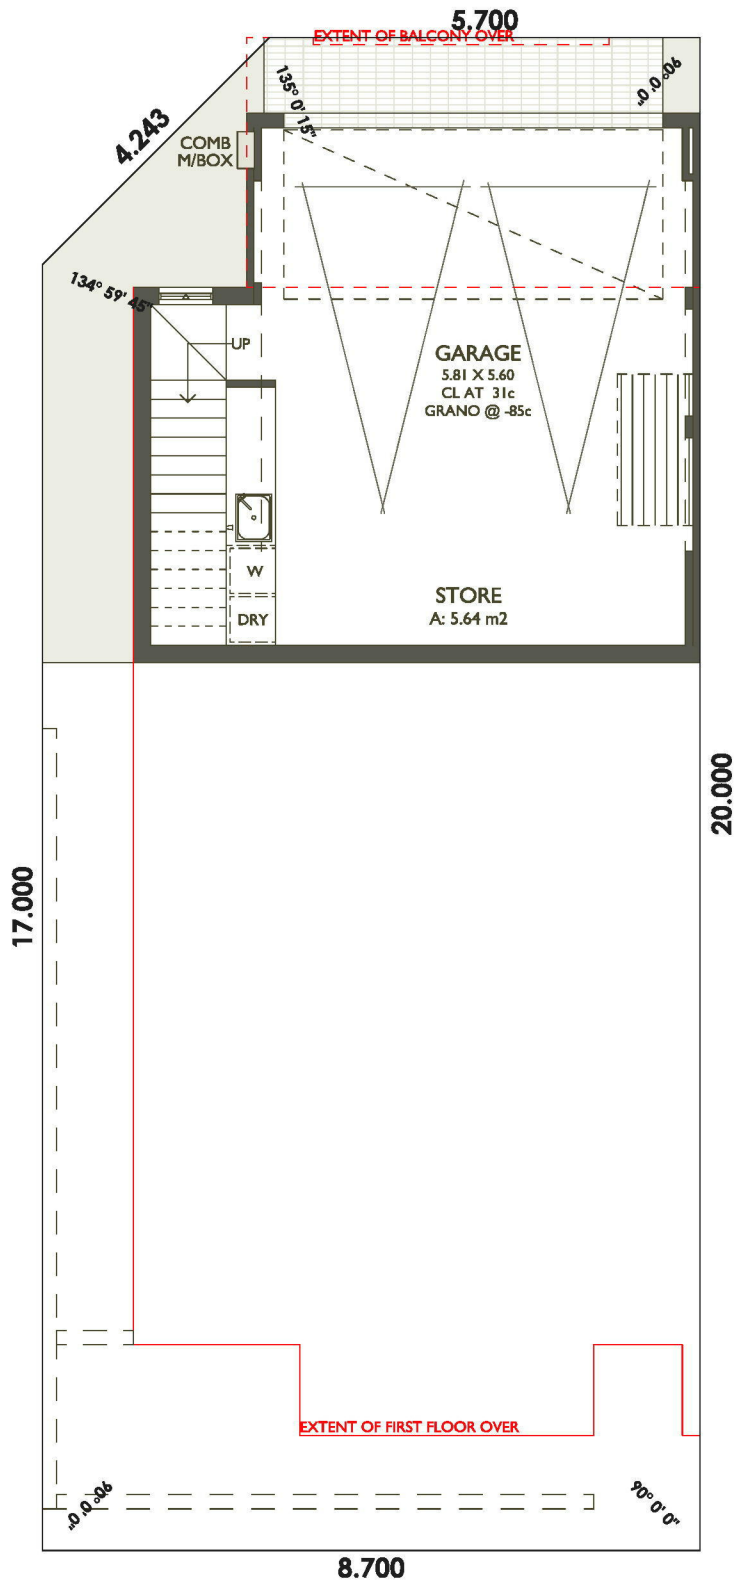 5.700
EXTENT OF BALCONY OVER
135° 0' 15"
90° 0' 0"
4.243
COMB
M/BOX
134° 59' 45"
UP
GARAGE
5.81 X 5.60
CL AT 31c
GRANO @ -85c
W
STORE
DRY
A: 5.64 m2
20.000
17.000
EXTENT OF FIRST FLOOR OVER
90° 0' 0"
90° 0' 0"
8.700